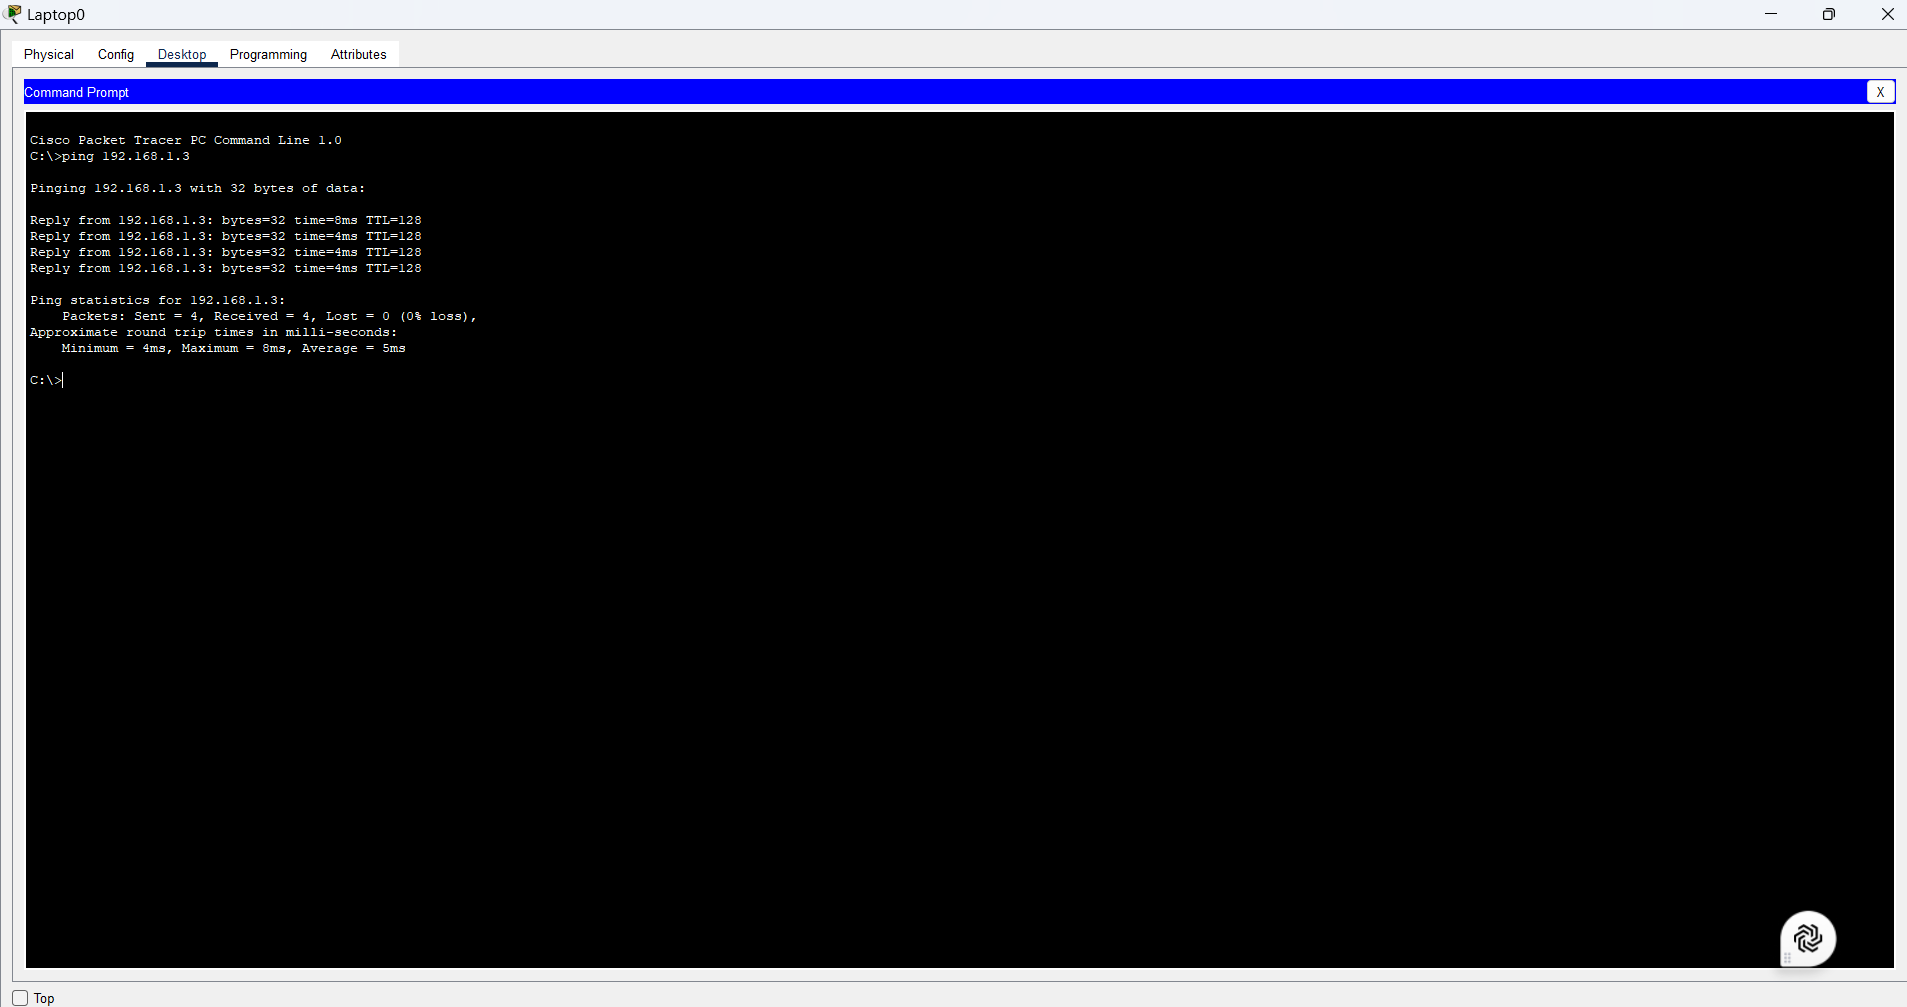 Laptop0
Physical Config Desktop Programming Attributes
Command Prompt
X
Cisco Packet Tracer PC Command Line 1.0
C:\>ping 192.168.1.3
Pinging 192.168.1.3 with 32 bytes of data:
Reply from 192.168.1.3: bytes=32 time=8ms TTL=128
Reply from 192.168.1.3: bytes=32 time=4ms TTL=128
Reply from 192.168.1.3: bytes=32 time=4ms TTL=128
Reply from 192.168.1.3: bytes=32 time=4ms TTL=128
Ping statistics for 192.168.1.3:
    Packets: Sent = 4, Received = 4, Lost = 0 (0% loss),
Approximate round trip times in milli-seconds:
    Minimum = 4ms, Maximum = 8ms, Average = 5ms
C:\>
Top